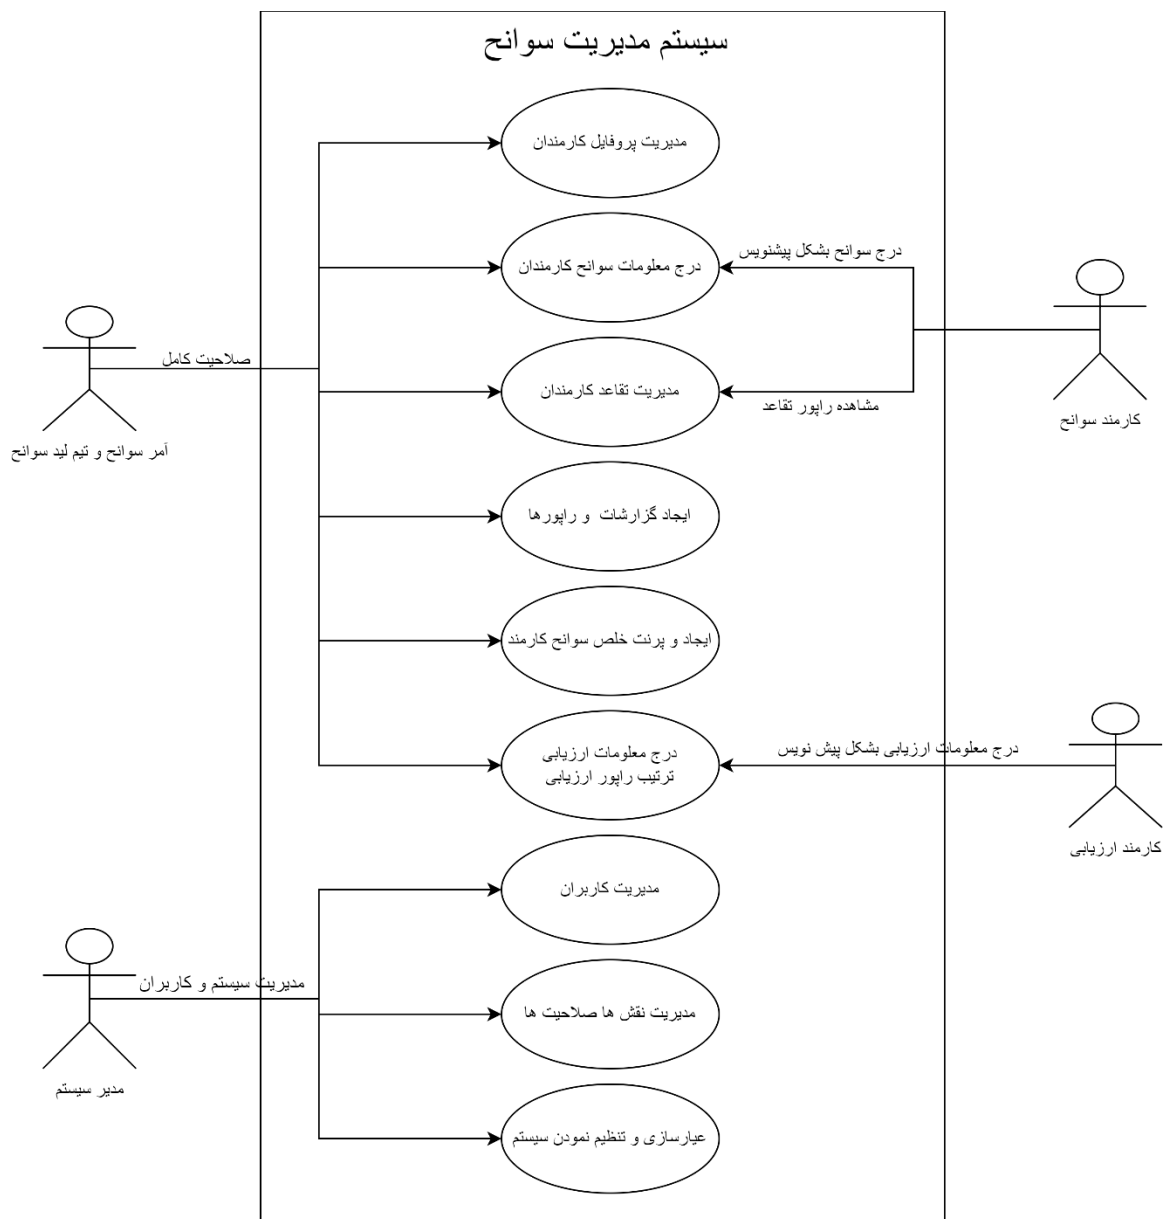 سیستم مدیریت سوانح
مدیریت پروفایل کارمندان
درج سوانح بشکل پیشنویس
درج معلومات سوانح کارمندان
صلاحیت کامل
مدیریت تقاعد کارمندان
مشاهده راپور تقاعد
کارمند سوانح
آمر سوانح و تیم لید سوانح
ایجاد گزارشات و راپورها
ایجاد و پرنت خلص سوانح کارمند
درج معلومات ارزیابی بشکل پیش نویس
درج معلومات ارزیابی
ترتیب راپور ارزیابی
کارمند ارزیابی
مدیریت کاربران
مدیریت سیستم و کاربران
مدیریت نقش ها صلاحیت ها
مدیر سیستم
عیارسازی و تنظیم نمودن سیستم